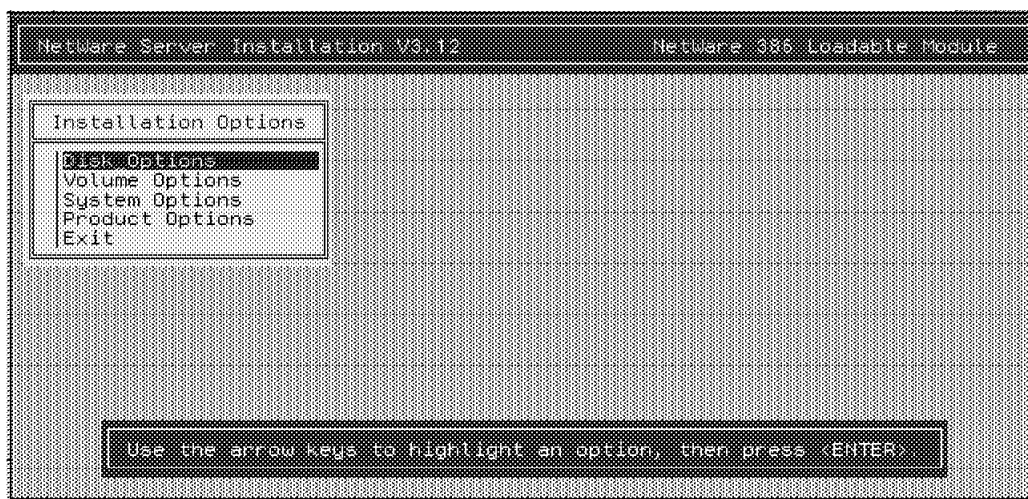 NetWare Server Installation V3.12
NetWare 386 Loadable Module
Installation Options
Disk Options
Volume Options
System Options
Product Options
Exit
Use the arrow keys to highlight an option, then press <ENTER>.